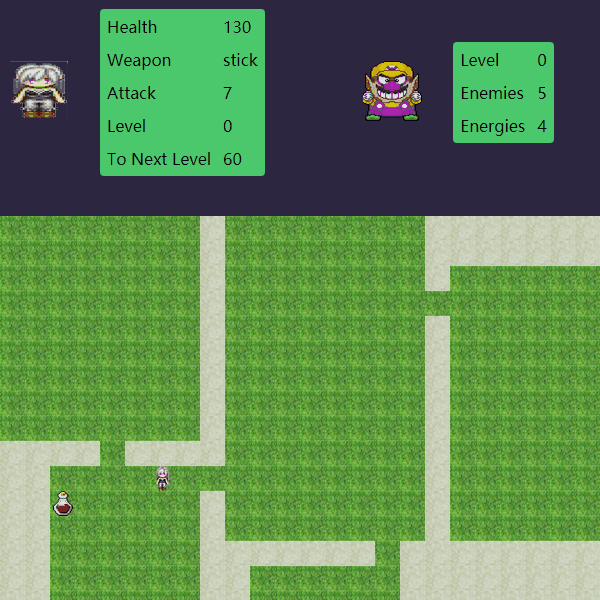 Health 130
Weapon stick
Attack 7
Level 0
To Next Level 60
Level 0
Enemies 5
Energies 4